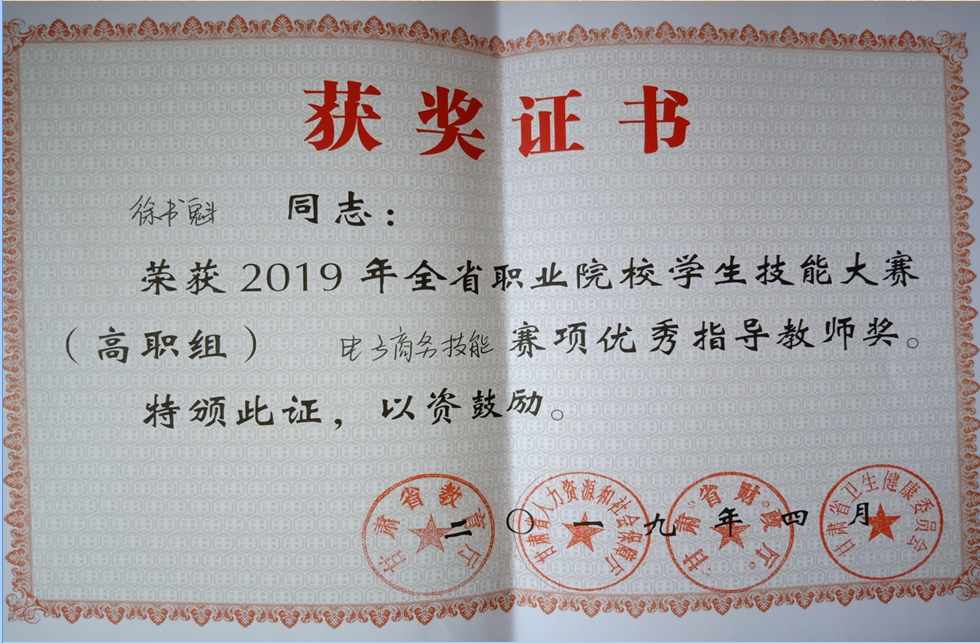 获奖证书
徐书魁 同志：
荣获2019年全省职业院校学生技能大赛
（高职组） 电子商务技能 赛项优秀指导教师奖。
特颁此证，以资鼓励。
甘肃省教育厅
甘肃省人力资源和社会保障厅
甘肃省财政厅
甘肃省卫生健康委员会
二〇一九年四月